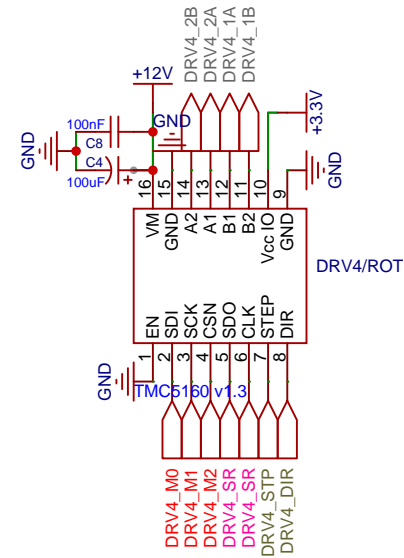 DRV4_2B
DRV4_2A
DRV4_1A
DRV4_1B
+12V
+3.3V
GND
100nF
C8
GND
C4
100uF
+
GND
16
15
14
13
12
11
10
9
VM
GND
A2
A1
B1
B2
Vcc IO
GND
DRV4/ROT
EN
SDI
SCK
CSN
SDO
CLK
STEP
DIR
1
2
3
4
5
6
7
8
GND
TMC5160 v1.3
DRV4_M0
DRV4_M1
DRV4_M2
DRV4_SR
DRV4_SR
DRV4_STP
DRV4_DIR